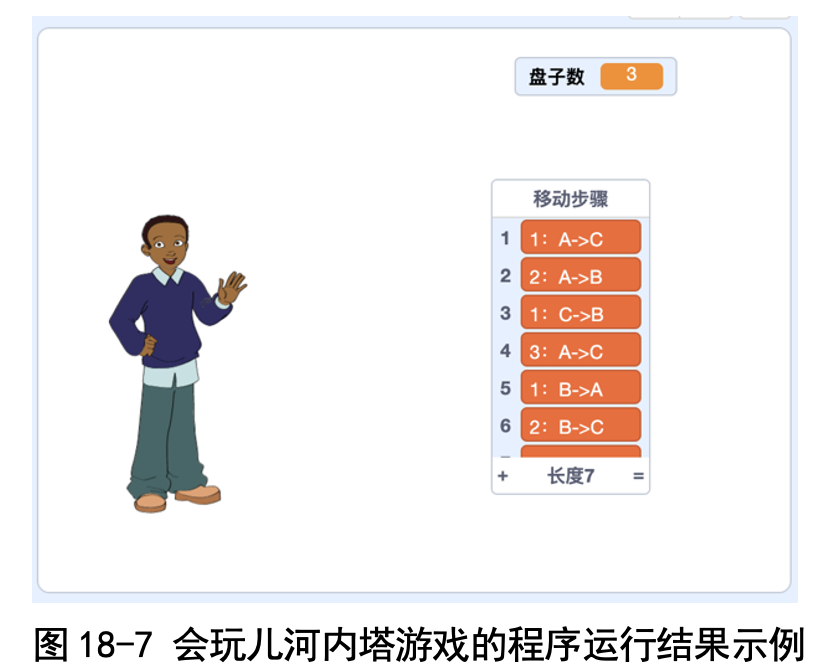 盘子数 3
移动步骤
1 1: A->C
2 2: A->B
3 1: C->B
4 3: A->C
5 1: B->A
6 2: B->C
+ 长度7 =
图 18-7 会玩儿河内塔游戏的程序运行结果示例